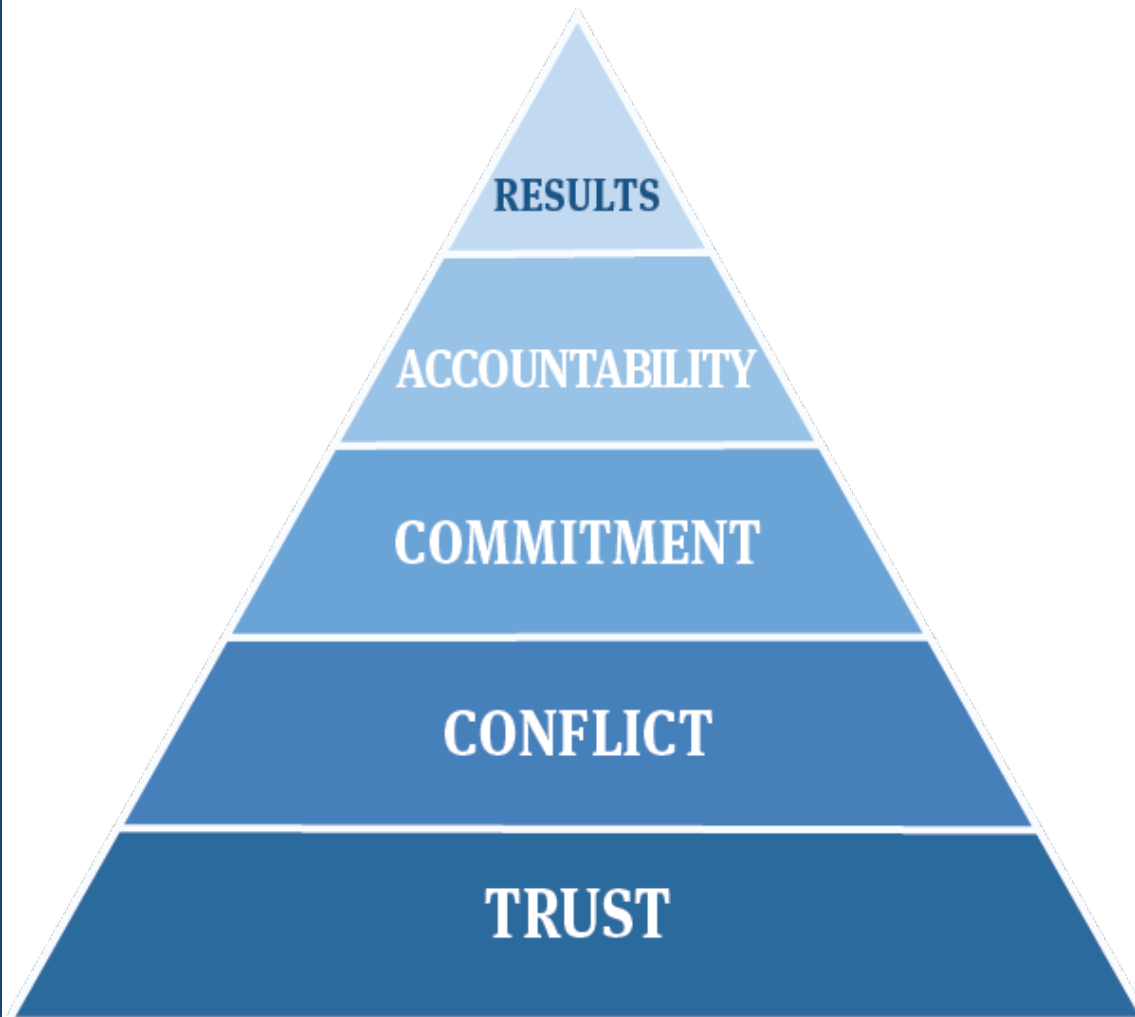 RESULTS
ACCOUNTABILITY
COMMITMENT
CONFLICT
TRUST